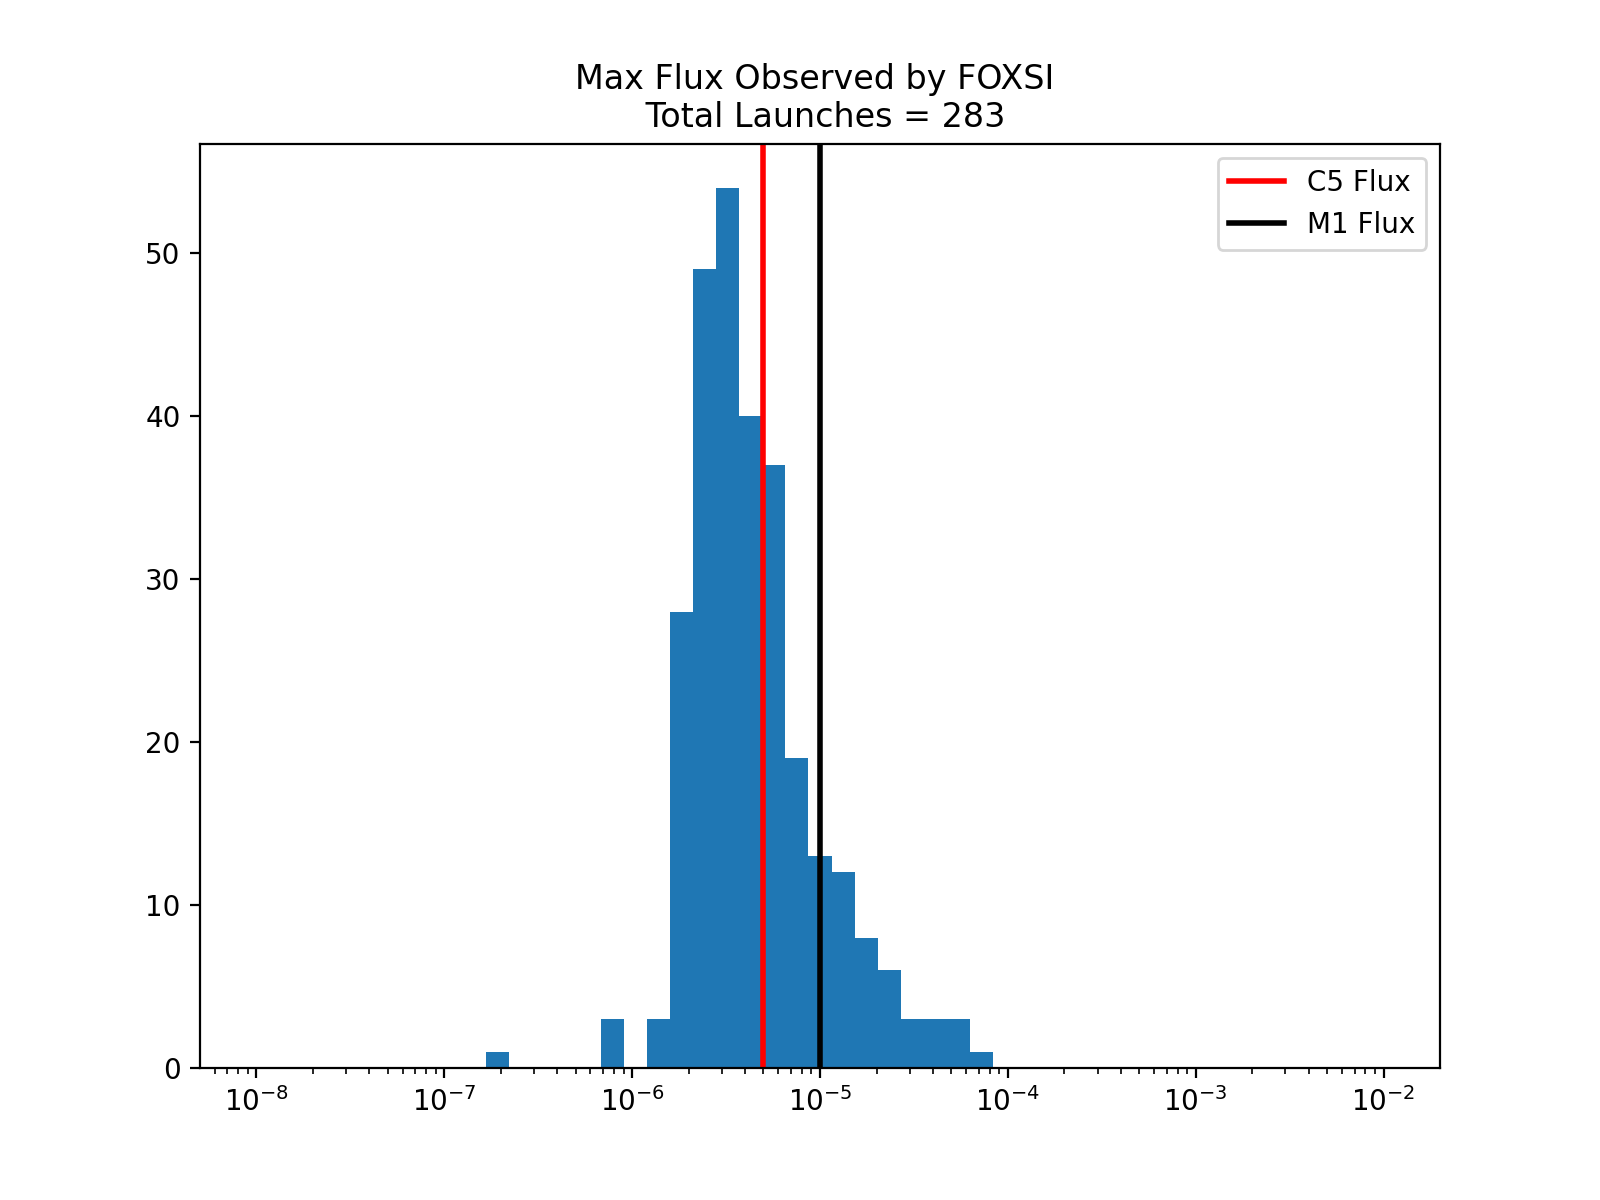 Max Flux Observed by FOXSI
Total Launches = 283
C5 Flux
M1 Flux
50
40
30
20
10
0
10⁻⁸ 10⁻⁷ 10⁻⁶ 10⁻⁵ 10⁻⁴ 10⁻³ 10⁻²